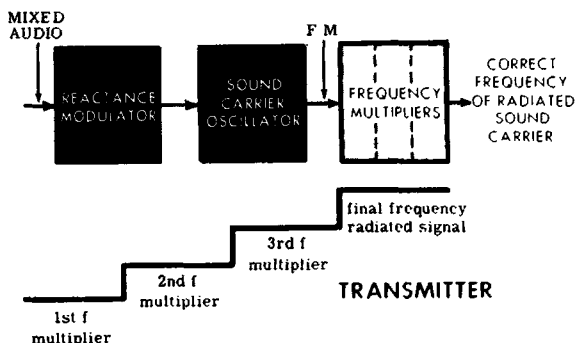 MIXED
AUDIO
REACTANCE
MODULATOR
SOUND
CARRIER
OSCILLATOR
F M
FREQUENCY
MULTIPLIERS
CORRECT
FREQUENCY
OF RADIATED
SOUND
CARRIER
1st f
multiplier
2nd f
multiplier
3rd f
multiplier
final frequency
radiated signal
TRANSMITTER